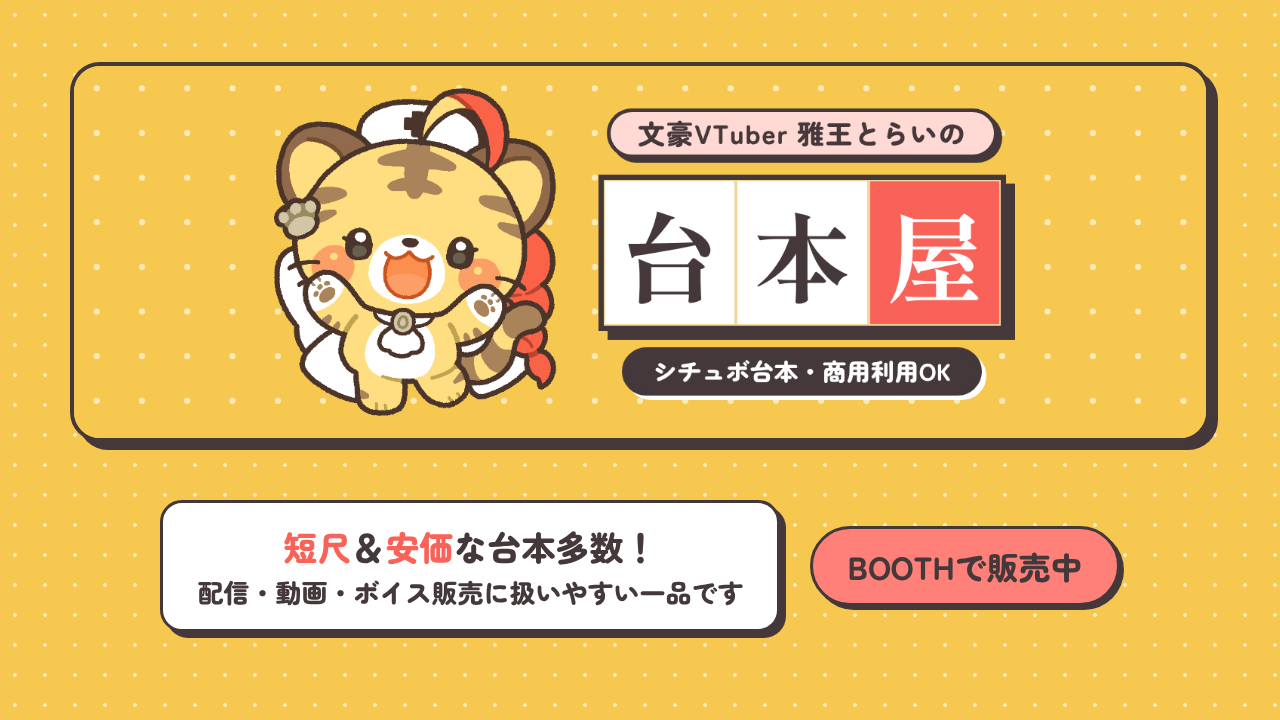 文豪VTuber 雅王とらいの
台本屋
シチュボ台本・商用利用OK
短尺＆安価な台本多数！
配信・動画・ボイス販売に扱いやすい一品です
BOOTHで販売中